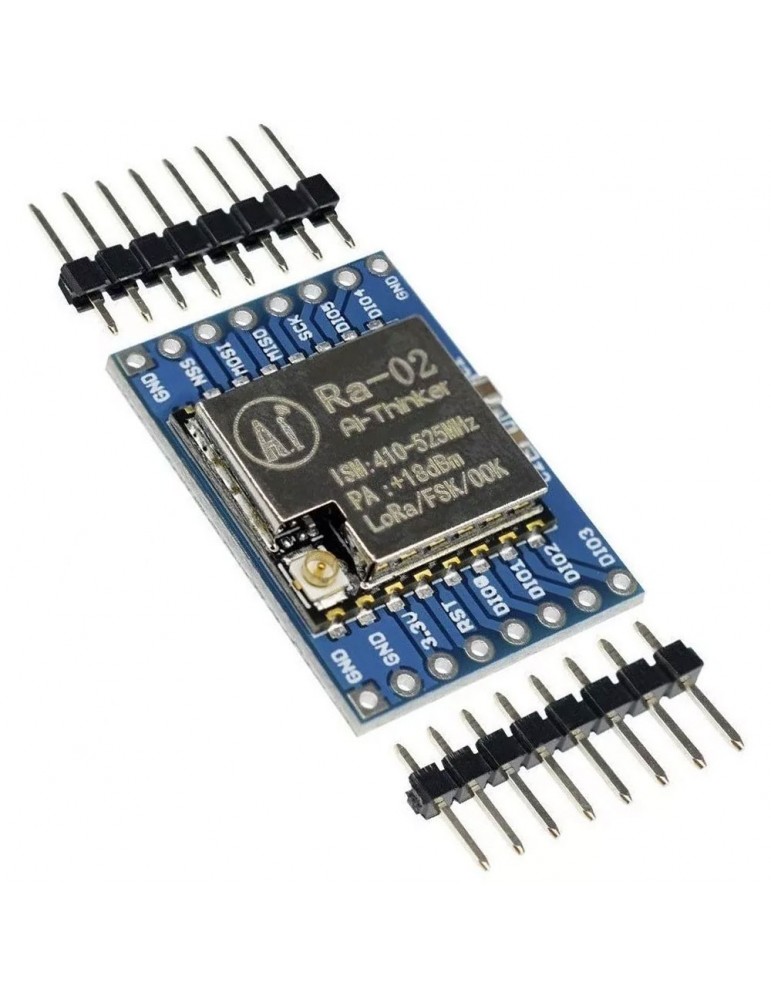 GND
NSS
MOSI
MISO
SCK
DIO5
DIO4
GND
Ai
Ra-02
Ai-Thinker
ISM:410-525MHz
PA :+18dBm
LoRa/FSK/OOK
GND
GND
3.3V
RST
DIO0
DIO1
DIO2
DIO3